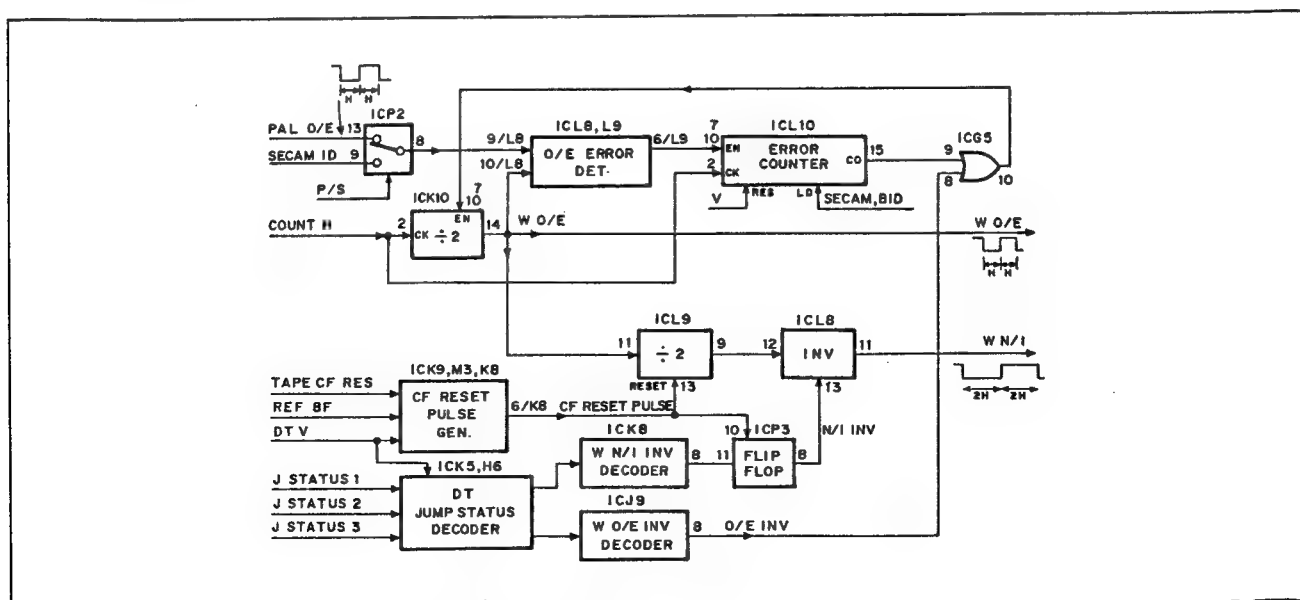 H H
ICP2
PAL O/E 13
8
SECAM ID 9
P/S
ICL8, L9
9/L8
10/L8
O/E ERROR
DET.
6/L9
ICL10
7
10 EN
2
CK
ERROR
COUNTER
CO
15
RES
LD
V
SECAM, BID
ICG5
9
8
10
ICK10
7
10
EN
COUNT H
2
CK ÷ 2
14
W O/E
W O/E
H H
ICL9
11
÷ 2
9
RESET 13
ICL8
12
INV
11
13
W N/I
2H 2H
N/I INV
ICK9, M3, K8
TAPE CF RES
REF 8F
DT V
CF RESET
PULSE
GEN.
6/K8 CF RESET PULSE
ICK8
W N/I INV
DECODER
8
ICP3
10
11
FLIP
FLOP
8
ICK5, H6
J STATUS 1
J STATUS 2
J STATUS 3
DT
JUMP STATUS
DECODER
ICJ9
W O/E INV
DECODER
8 O/E INV